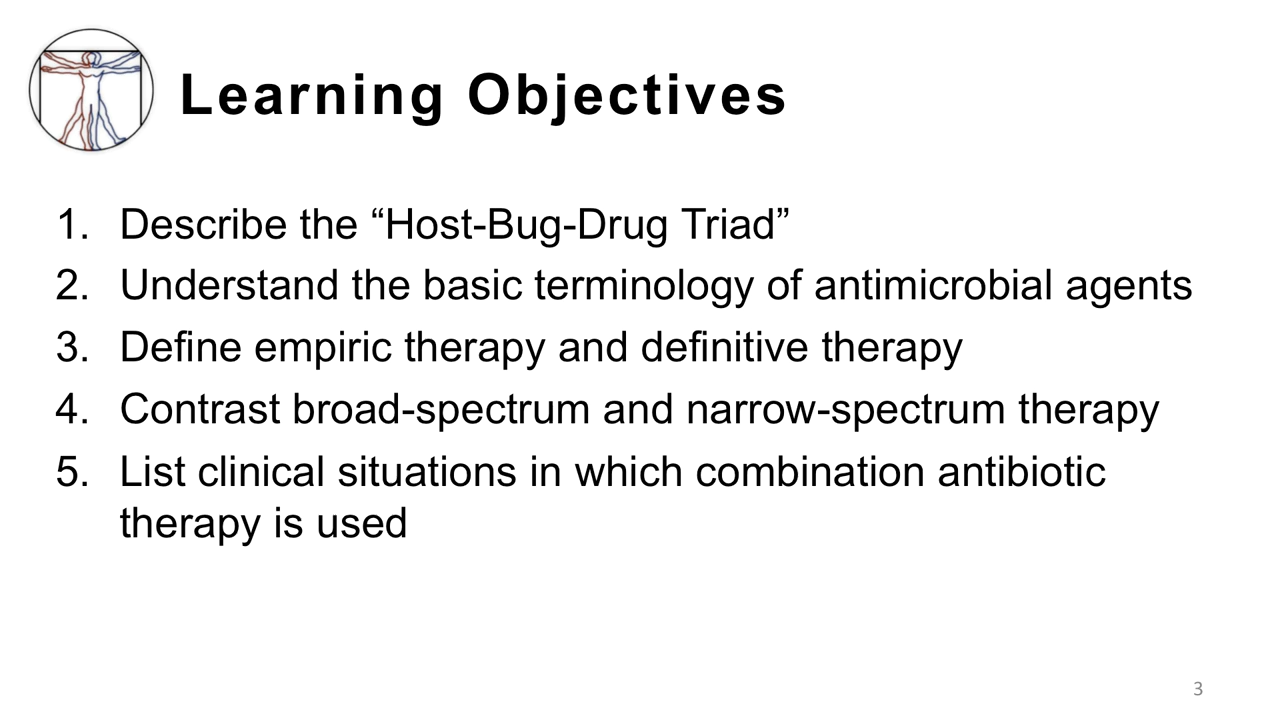 Learning Objectives
1. Describe the “Host-Bug-Drug Triad”
2. Understand the basic terminology of antimicrobial agents
3. Define empiric therapy and definitive therapy
4. Contrast broad-spectrum and narrow-spectrum therapy
5. List clinical situations in which combination antibiotic
therapy is used
3